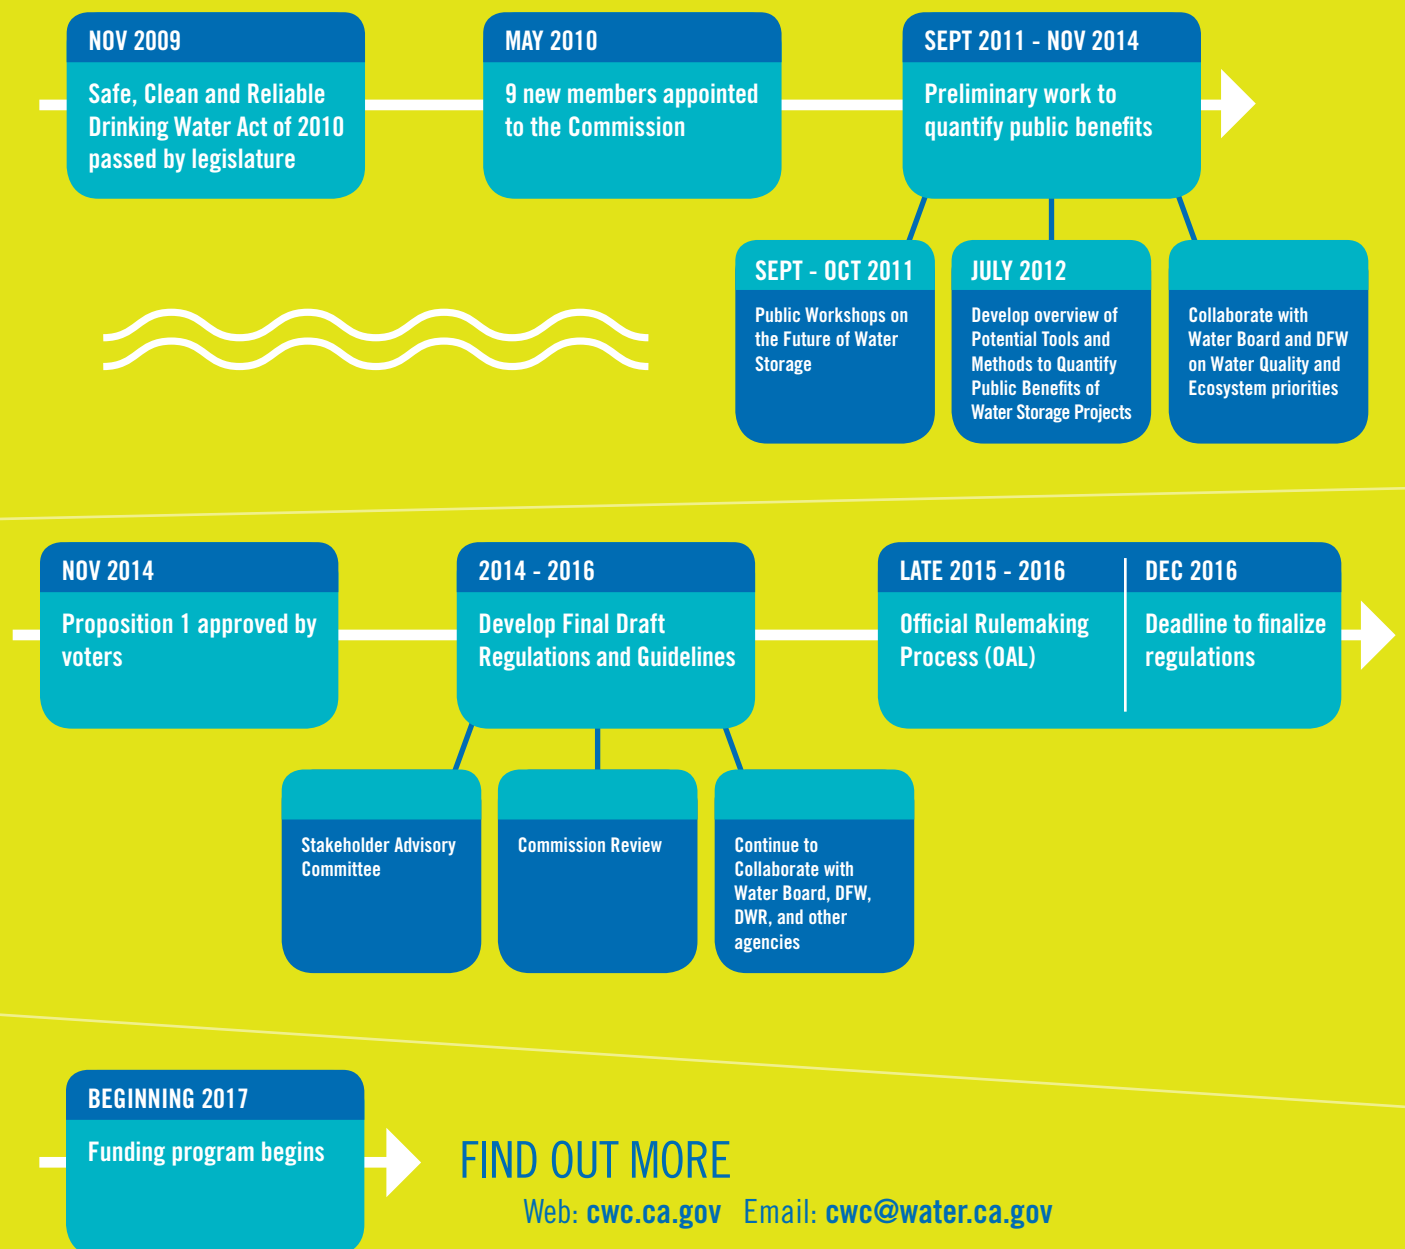 NOV 2009
Safe, Clean and Reliable
Drinking Water Act of 2010
passed by legislature
MAY 2010
9 new members appointed
to the Commission
SEPT 2011 - NOV 2014
Preliminary work to
quantify public benefits
SEPT - OCT 2011
Public Workshops on
the Future of Water
Storage
JULY 2012
Develop overview of
Potential Tools and
Methods to Quantify
Public Benefits of
Water Storage Projects
Collaborate with
Water Board and DFW
on Water Quality and
Ecosystem priorities
NOV 2014
Proposition 1 approved by
voters
2014 - 2016
Develop Final Draft
Regulations and Guidelines
LATE 2015 - 2016
Official Rulemaking
Process (OAL)
DEC 2016
Deadline to finalize
regulations
Stakeholder Advisory
Committee
Commission Review
Continue to
Collaborate with
Water Board, DFW,
DWR, and other
agencies
BEGINNING 2017
Funding program begins
FIND OUT MORE
Web: cwc.ca.gov Email: cwc@water.ca.gov